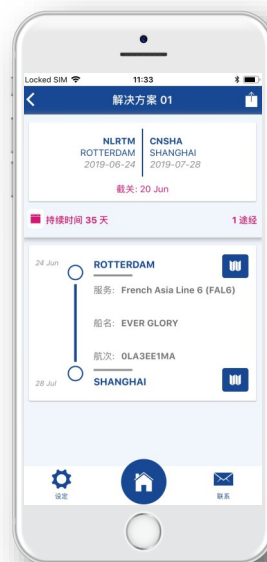 Locked SIM 11:33
解决方案 01
NLRTM CNSHA
ROTTERDAM SHANGHAI
2019-06-24 2019-07-28
截关: 20 Jun
持续时间 35 天 1 途经
24 Jun ROTTERDAM
服务: French Asia Line 6 (FAL6)
船名: EVER GLORY
航次: 0LA3EE1MA
28 Jul SHANGHAI
设定 联系